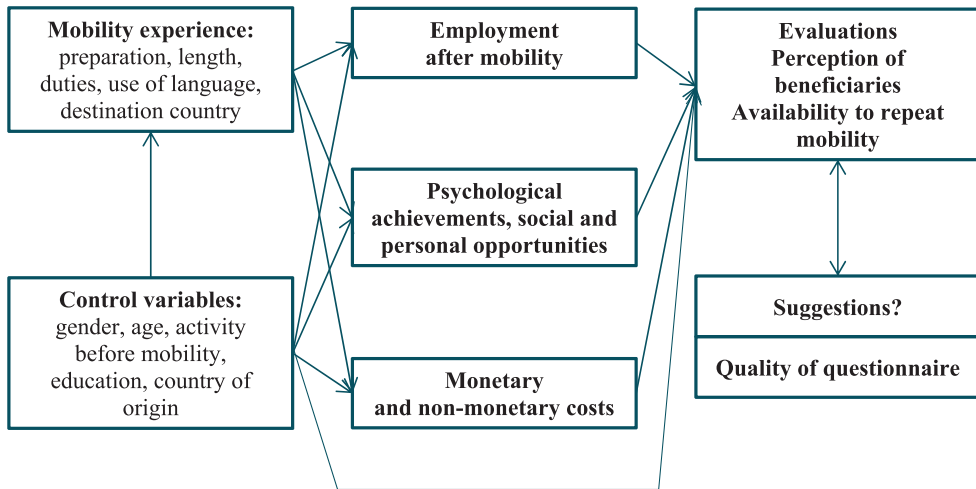 Mobility experience:
preparation, length,
duties, use of language,
destination country
Control variables:
gender, age, activity
before mobility,
education, country of
origin
Employment
after mobility
Psychological
achievements, social and
personal opportunities
Monetary
and non-monetary costs
Evaluations
Perception of
beneficiaries
Availability to repeat
mobility
Suggestions?
Quality of questionnaire